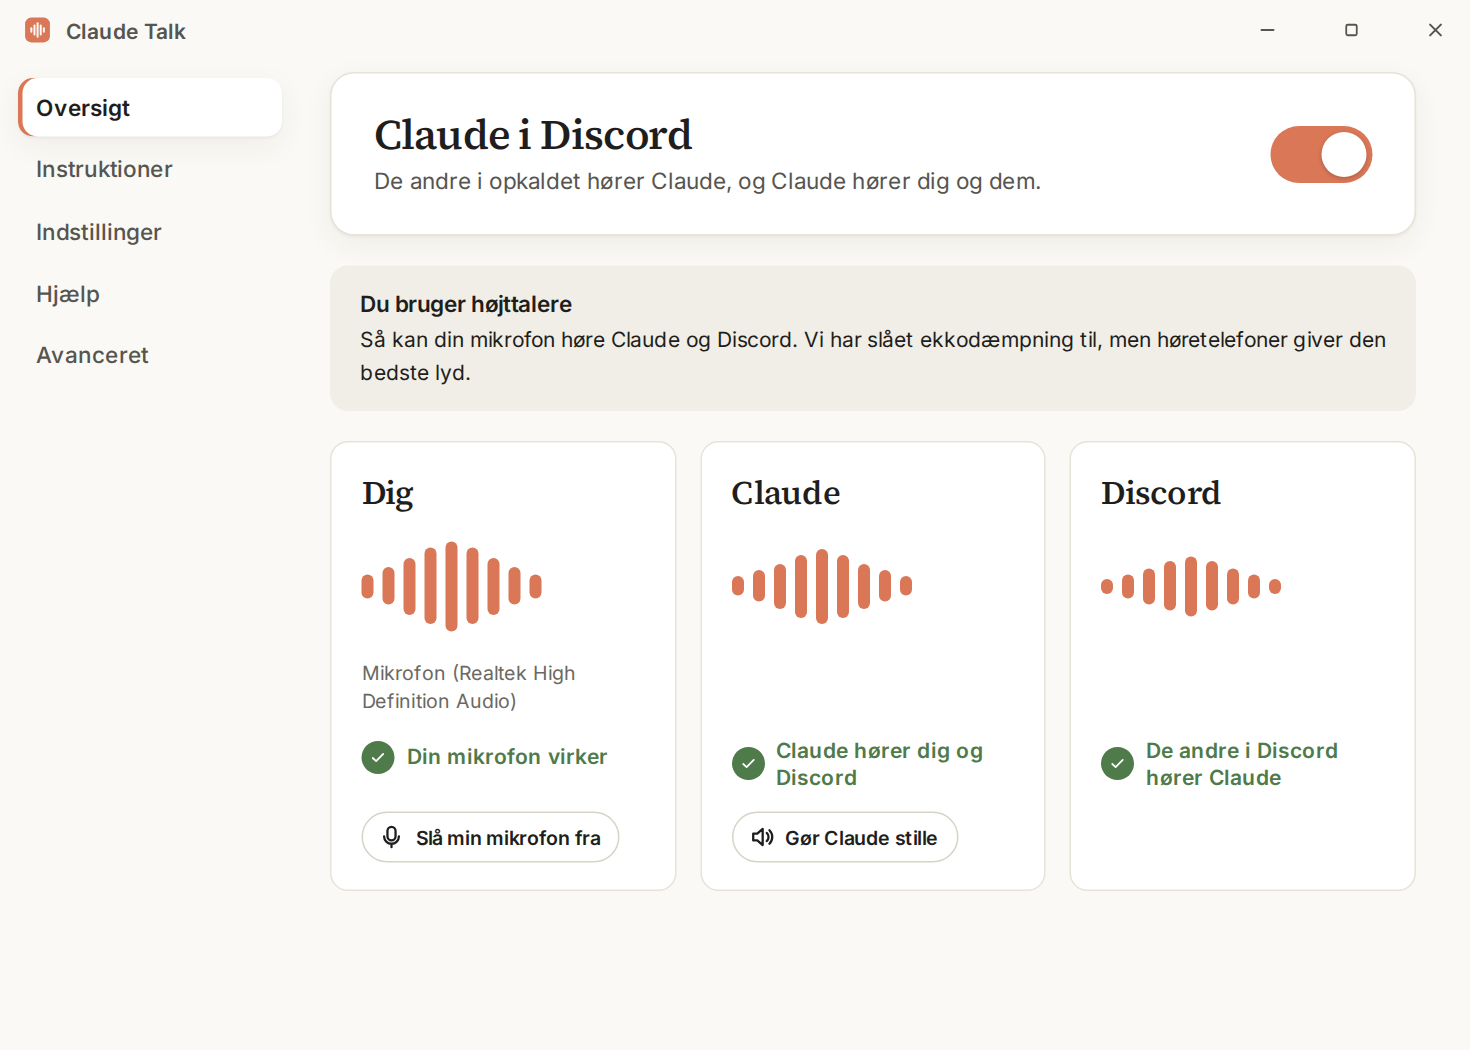 Claude Talk
Oversigt
Instruktioner
Indstillinger
Hjælp
Avanceret
Claude i Discord
De andre i opkaldet hører Claude, og Claude hører dig og dem.
Du bruger højttalere
Så kan din mikrofon høre Claude og Discord. Vi har slået ekkodæmpning til, men høretelefoner giver den
bedste lyd.
Dig
Mikrofon (Realtek High
Definition Audio)
Din mikrofon virker
Slå min mikrofon fra
Claude
Claude hører dig og
Discord
Gør Claude stille
Discord
De andre i Discord
hører Claude